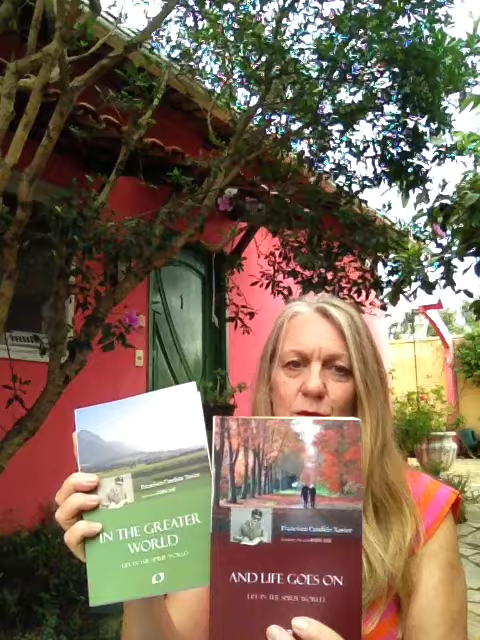 Francisco Cândido Xavier
IN THE GREATER
WORLD
LIFE IN THE SPIRIT WORLD
Francisco Cândido Xavier
AND LIFE GOES ON
LIFE IN THE SPIRIT WORLD